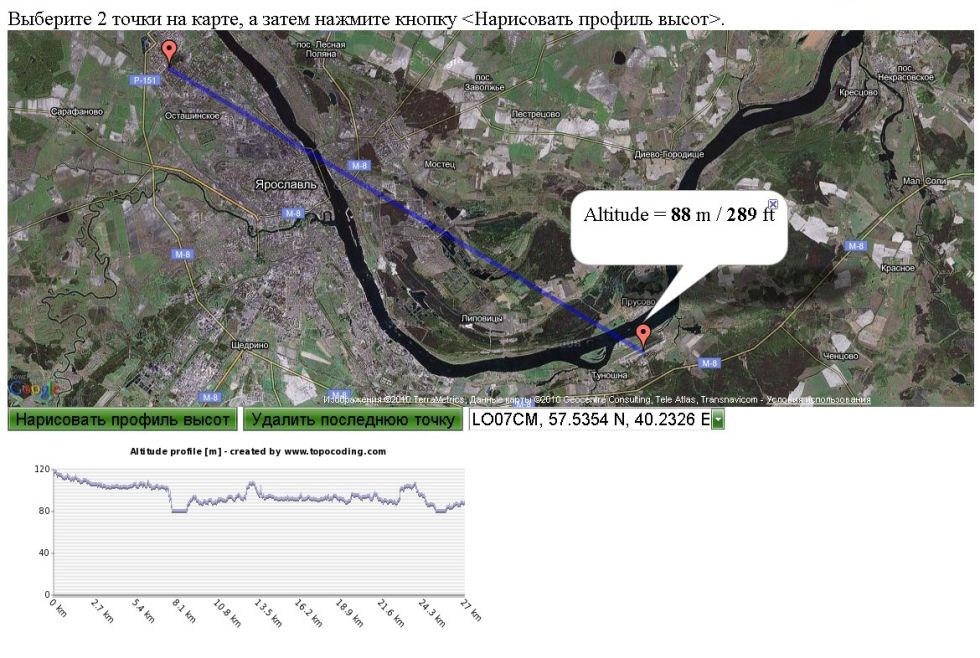 Выберите 2 точки на карте, а затем нажмите кнопку <Нарисовать профиль высот>.
пос. Лесная
Поляна
пос.
Некрасовское
P-151
пос.
Заволжье
Кресцово
Сарафаново
Осташинское
Пестрецово
M-8
Мостец
Диево-Городище
Ярославль
Мал. Соли
M-8
Altitude = 88 m / 289 ft
M-8
M-8
Красное
Прусово
Липовицы
Щедрино
Ченцово
M-8
Туношна
Google
M-8
M-8
M-8
Изображения ©2010 TerraMetrics, Данные карты ©2010 Geocentre Consulting, Tele Atlas, Transnavicom - Условия использования
Нарисовать профиль высот
Удалить последнюю точку
LO07CM, 57.5354 N, 40.2326 E
Altitude profile [m] - created by www.topocoding.com
120
80
40
0
0 km
2.7 km
5.4 km
8.1 km
10.8 km
13.5 km
16.2 km
18.9 km
21.6 km
24.3 km
27 km